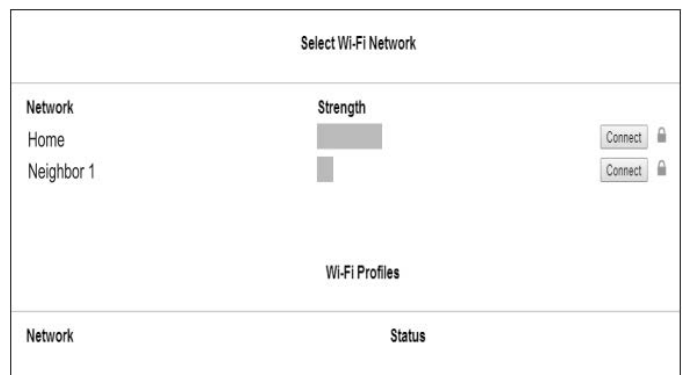 Select Wi-Fi Network
Network Strength
Home Connect
Neighbor 1 Connect
Wi-Fi Profiles
Network Status